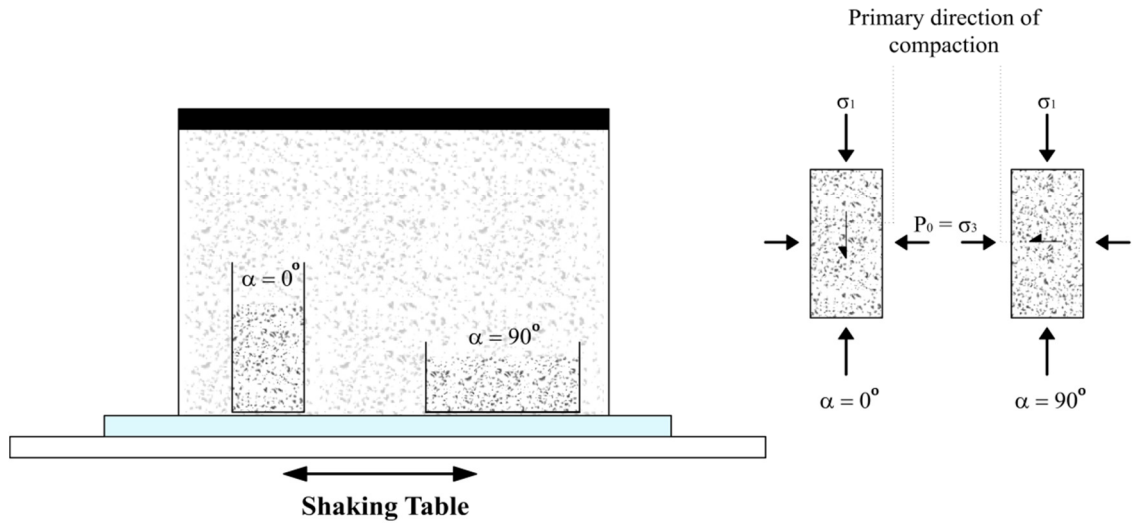 Primary direction of
compaction
σ₁ σ₁
P₀ = σ₃
α = 0° α = 90°
α = 0°
α = 90°
Shaking Table